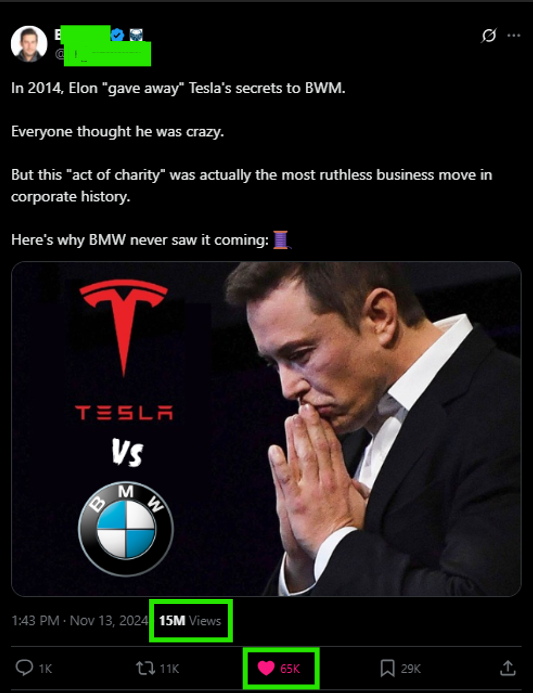 B
@
In 2014, Elon "gave away" Tesla's secrets to BWM.
Everyone thought he was crazy.
But this "act of charity" was actually the most ruthless business move in
corporate history.
Here's why BMW never saw it coming:
TESLA
Vs
BMW
1:43 PM · Nov 13, 2024 15M Views
1K 11K 65K 29K